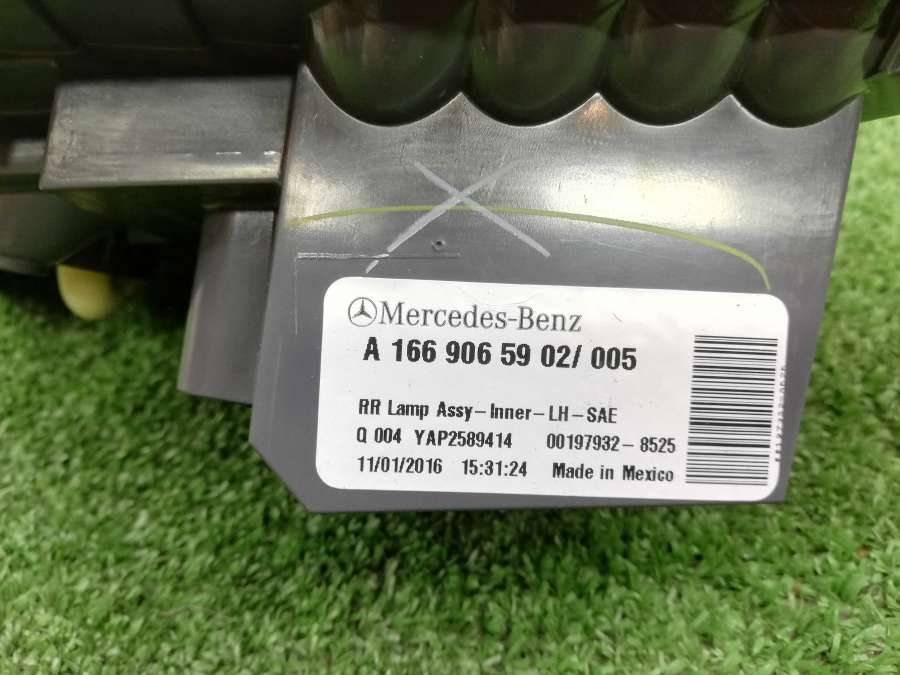 Mercedes-Benz
A 166 906 59 02/ 005
RR Lamp Assy-Inner-LH-SAE
Q 004 YAP2589414 00197932-8525
11/01/2016 15:31:24 Made in Mexico